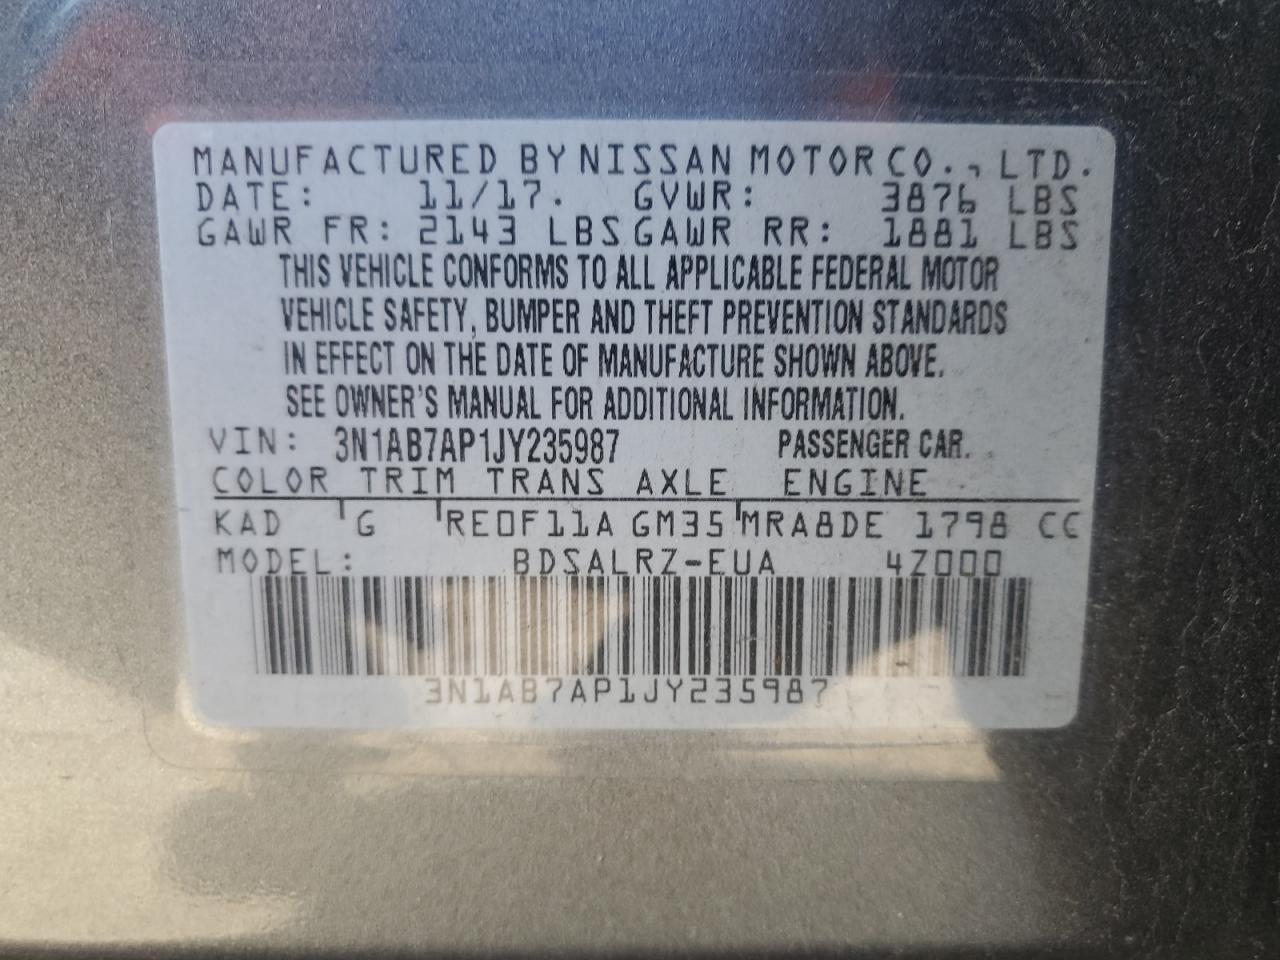 MANUFACTURED BY NISSAN MOTOR CO., LTD.
DATE: 11/17. GVWR: 3876 LBS
GAWR FR: 2143 LBS GAWR RR: 1881 LBS
THIS VEHICLE CONFORMS TO ALL APPLICABLE FEDERAL MOTOR
VEHICLE SAFETY, BUMPER AND THEFT PREVENTION STANDARDS
IN EFFECT ON THE DATE OF MANUFACTURE SHOWN ABOVE.
SEE OWNER'S MANUAL FOR ADDITIONAL INFORMATION.
VIN: 3N1AB7AP1JY235987 PASSENGER CAR.
COLOR TRIM TRANS AXLE ENGINE
KAD G RE0F11A GM35 MRA8DE 1798 CC
MODEL: BDSALRZ-EUA 4Z000
3N1AB7AP1JY235987